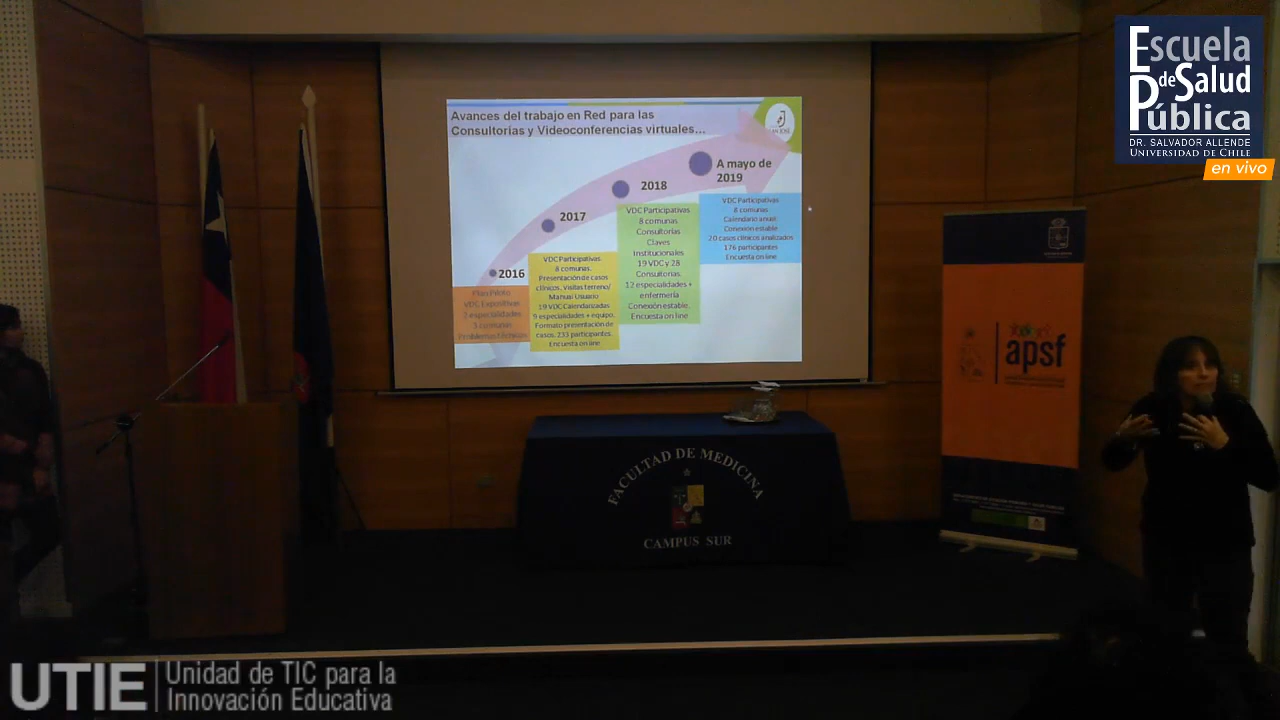 Escuela
de Salud
Pública
DR. SALVADOR ALLENDE
UNIVERSIDAD DE CHILE
en vivo
Avances del trabajo en Red para las
Consultorías y Videoconferencias virtuales...
A mayo de
2019
2018
2017
2016
Plan Piloto
VDC Expositivas
2 especialidades
3 comunas
Problemas técnicos
VDC Participativas.
8 comunas.
Presentación de casos
clínicos, Visitas terreno/
Manual Usuario
19 VDC Calendarizadas
9 especialidades + equipo.
Formato presentación de
casos. 233 participantes.
Encuesta on line
VDC Participativas
8 comunas
Consultorías
Claves
Institucionales
19 VDC y 28
Consultorías.
12 especialidades +
enfermería
Conexión estable.
Encuesta on line
VDC Participativas
6 comunas
Calendario anual
Conexión estable
20 casos clínicos analizados
176 participantes
Encuesta on line
apsf
FACULTAD DE MEDICINA
CAMPUS SUR
UTIE
Unidad de TIC para la
Innovación Educativa